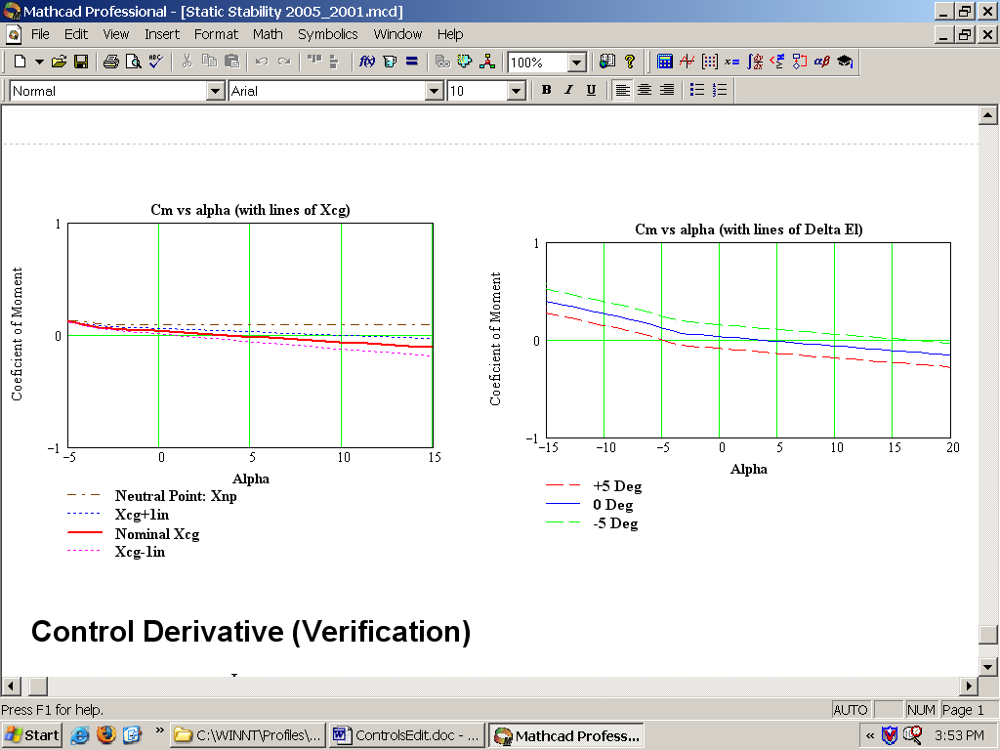 Mathcad Professional - [Static Stability 2005_2001.mcd]
File Edit View Insert Format Math Symbolics Window Help
100%
Normal Arial 10 B I U
Cm vs alpha (with lines of Xcg)
1
0
−1
Coeficient of Moment
−5 0 5 10 15
Alpha
Neutral Point: Xnp
Xcg+1in
Nominal Xcg
Xcg-1in
Cm vs alpha (with lines of Delta El)
1
0
−1
Coeficient of Moment
−15 −10 −5 0 5 10 15 20
Alpha
+5 Deg
0 Deg
-5 Deg
Control Derivative (Verification)
Press F1 for help. AUTO NUM Page 1
Start » C:\WINNT\Profiles\... ControlsEdit.doc - ... Mathcad Profess... « 3:53 PM